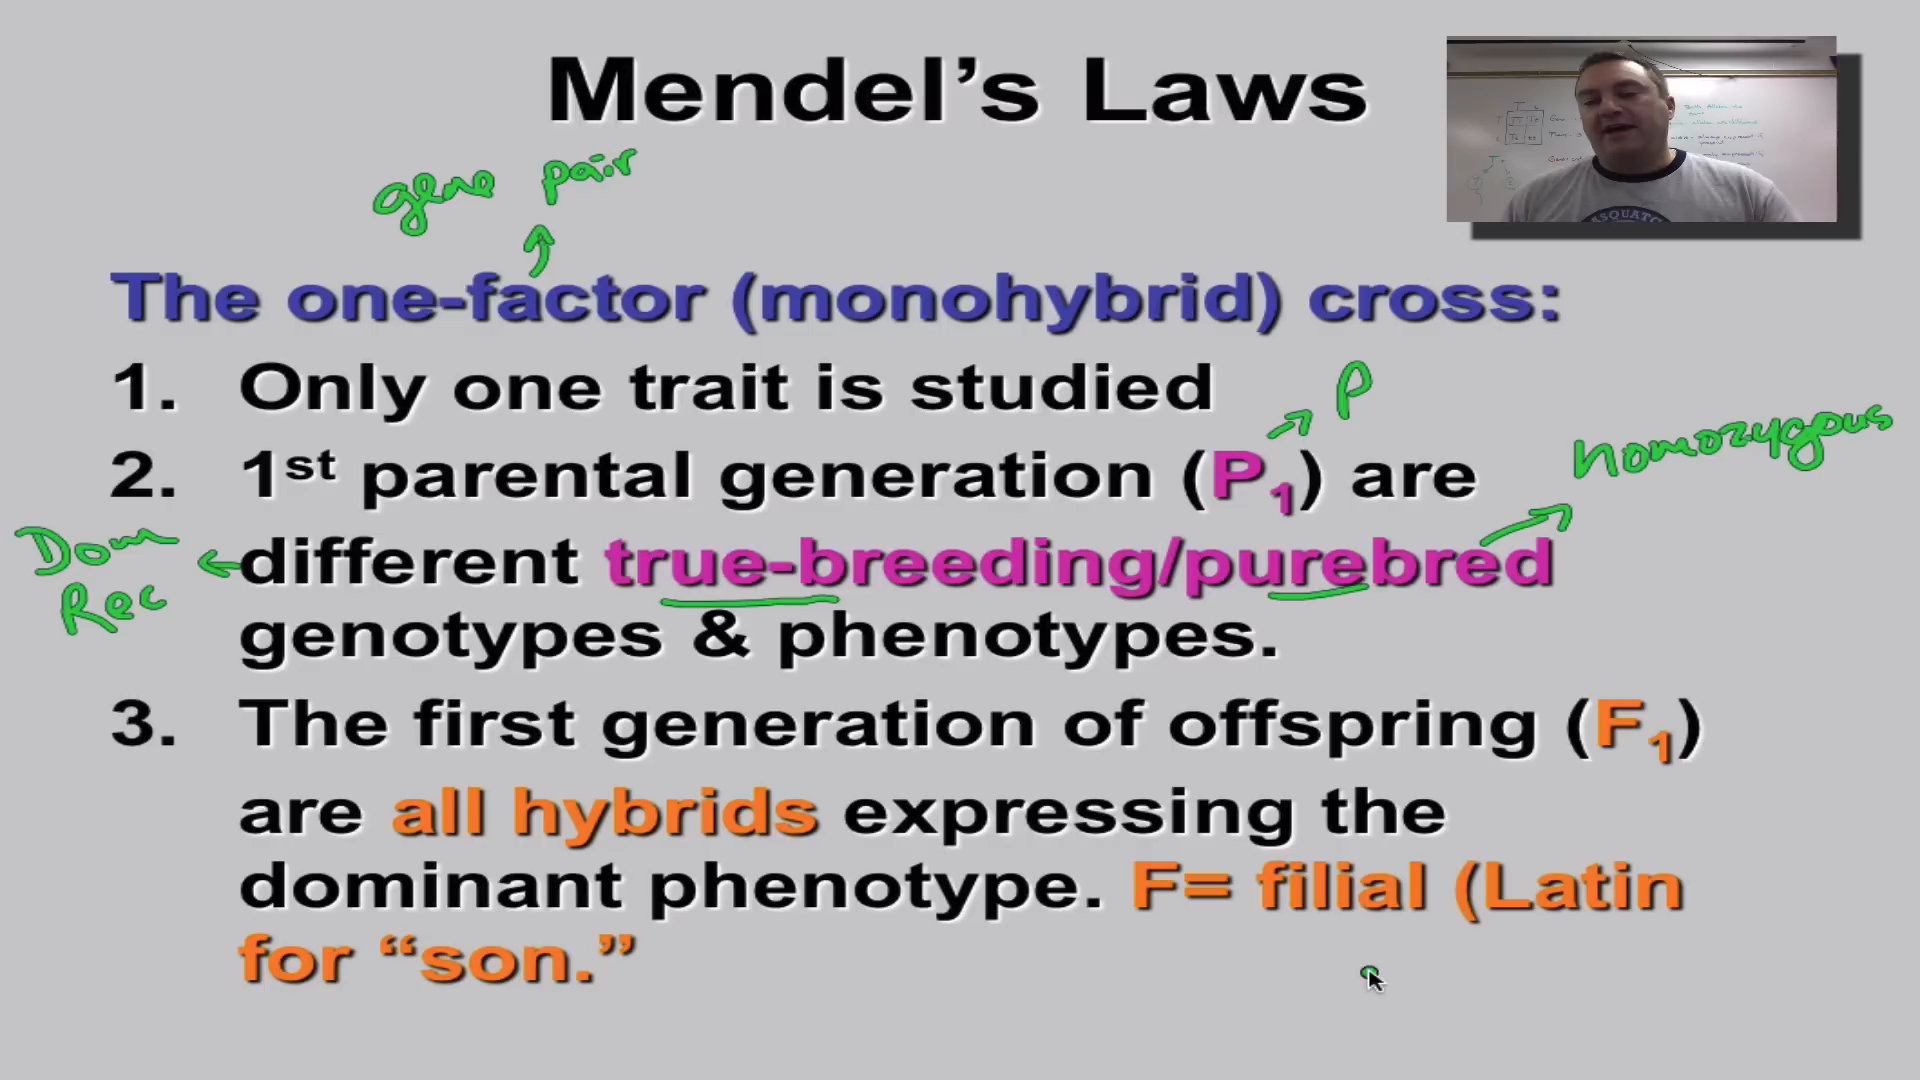 Mendel’s Laws
gene pair
The one-factor (monohybrid) cross:
1. Only one trait is studied
P
homozygous
2. 1st parental generation (P1) are
Dom
different true-breeding/purebred
Rec
genotypes & phenotypes.
3. The first generation of offspring (F1)
are all hybrids expressing the
dominant phenotype. F= filial (Latin
for “son.”